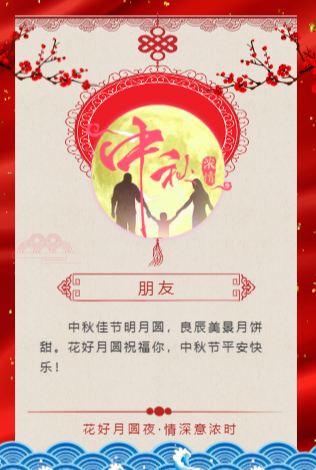 中秋
朋友
中秋佳节明月圆，良辰美景月饼
甜。花好月圆祝福你，中秋节平安快
乐！
花好月圆夜·情深意浓时